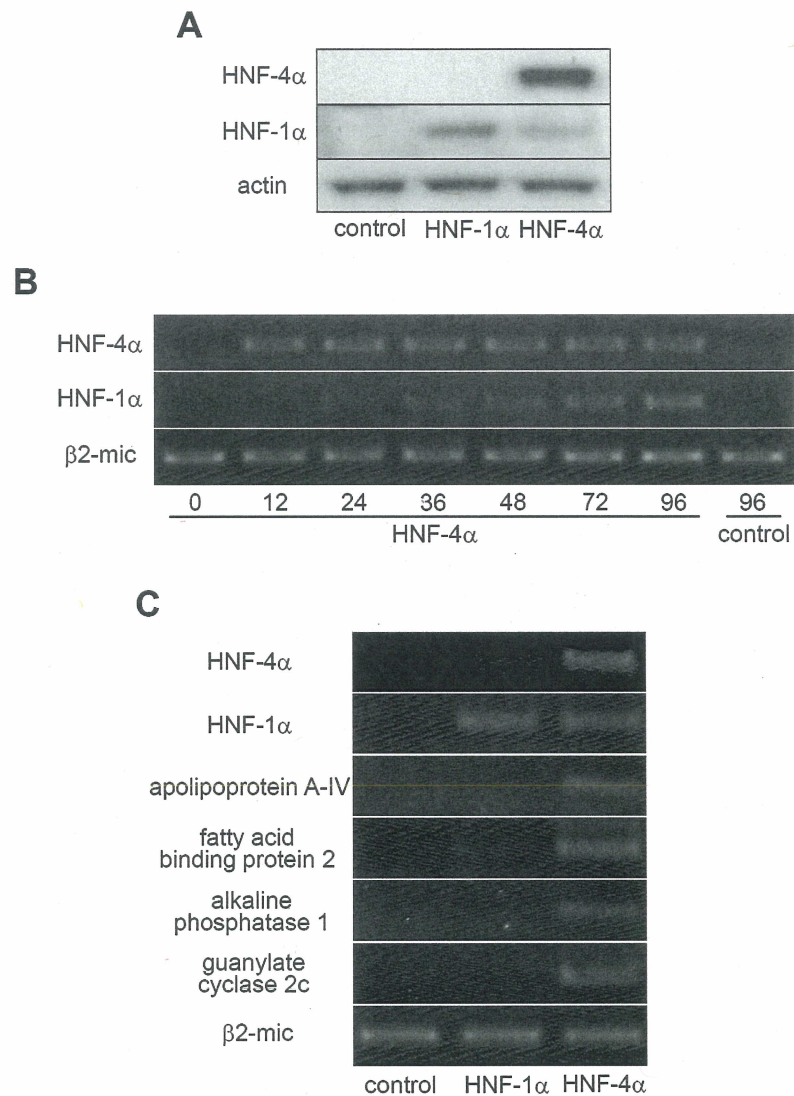 A
HNF-4α
HNF-1α
actin
control HNF-1α HNF-4α
B
HNF-4α
HNF-1α
β2-mic
0 12 24 36 48 72 96 96
HNF-4α control
C
HNF-4α
HNF-1α
apolipoprotein A-IV
fatty acid
binding protein 2
alkaline
phosphatase 1
guanylate
cyclase 2c
β2-mic
control HNF-1α HNF-4α